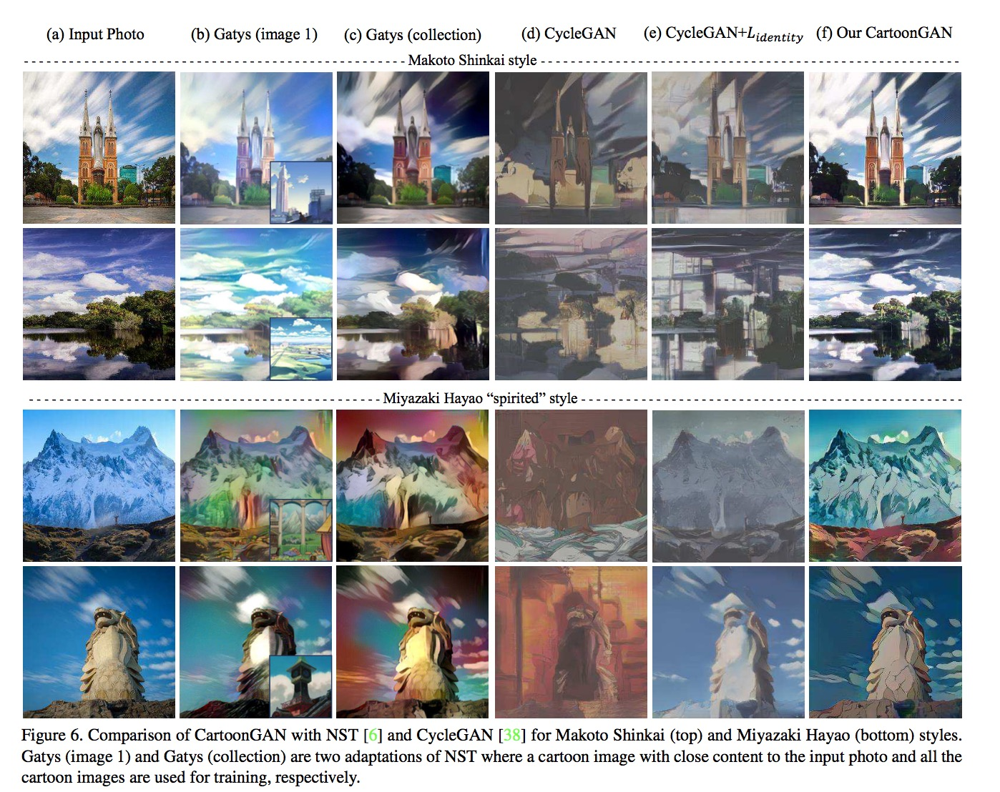 (a) Input Photo (b) Gatys (image 1) (c) Gatys (collection) (d) CycleGAN (e) CycleGAN+L_identity (f) Our CartoonGAN
Makoto Shinkai style
Miyazaki Hayao “spirited” style
Figure 6. Comparison of CartoonGAN with NST [6] and CycleGAN [38] for Makoto Shinkai (top) and Miyazaki Hayao (bottom) styles.
Gatys (image 1) and Gatys (collection) are two adaptations of NST where a cartoon image with close content to the input photo and all the
cartoon images are used for training, respectively.